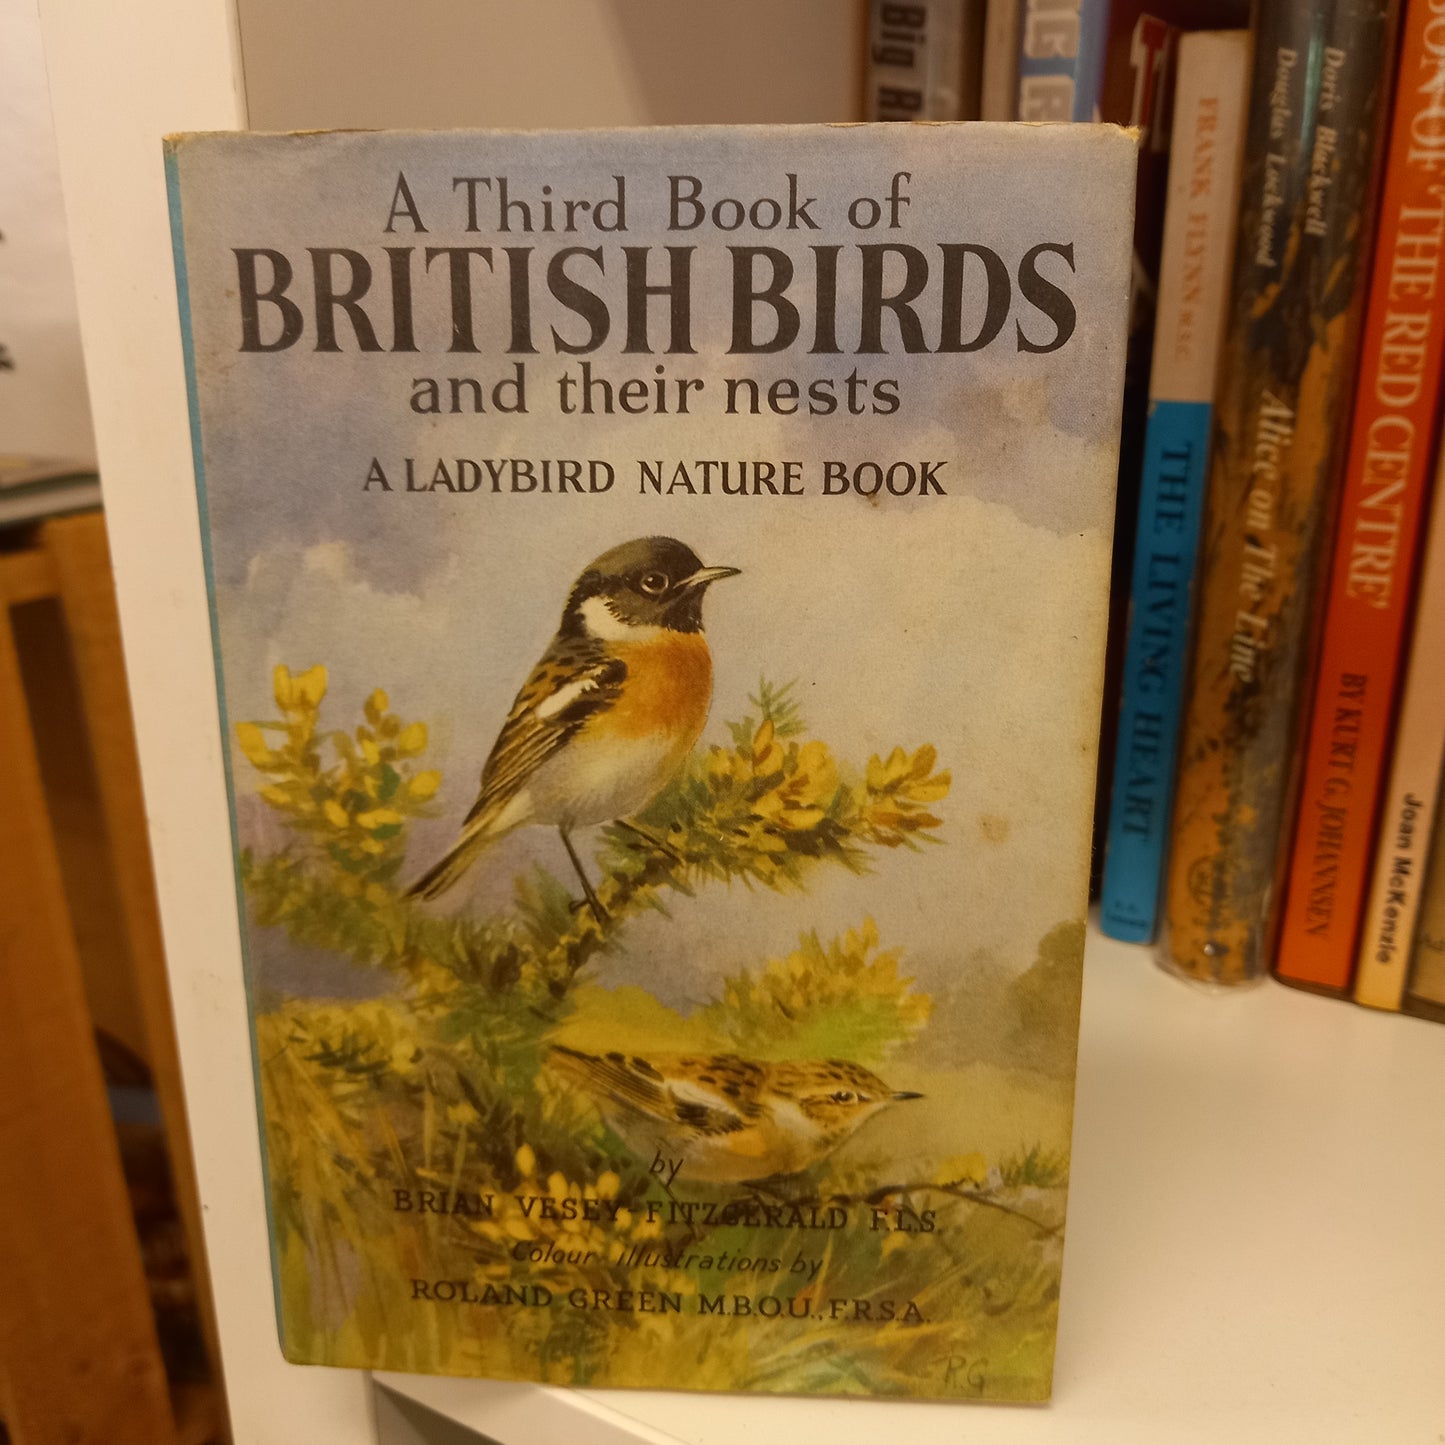 A Third Book of
BRITISH BIRDS
and their nests
A LADYBIRD NATURE BOOK
by
BRIAN VESEY-FITZGERALD F.L.S.
Colour illustrations by
ROLAND GREEN M.B.O.U., F.R.S.A.
R.G
Big
FRANK FLYNN
THE LIVING HEART
Doris Blackwell
Douglas Lockwood
Alice on The Line
OF 'THE RED CENTRE'
BY KURT G. JOHANNSEN
Joan McKenzie